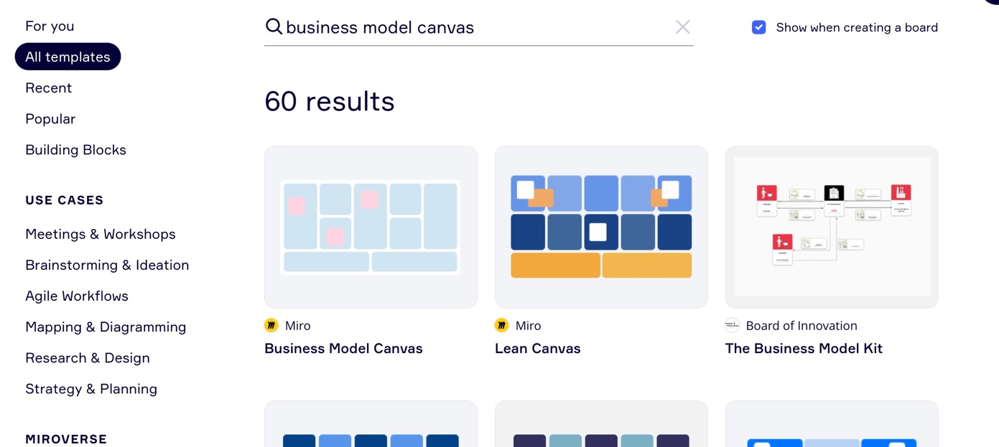 For you
All templates
Recent
Popular
Building Blocks
USE CASES
Meetings & Workshops
Brainstorming & Ideation
Agile Workflows
Mapping & Diagramming
Research & Design
Strategy & Planning
MIROVERSE
business model canvas
Show when creating a board
60 results
Miro
Business Model Canvas
Miro
Lean Canvas
Board of Innovation
The Business Model Kit